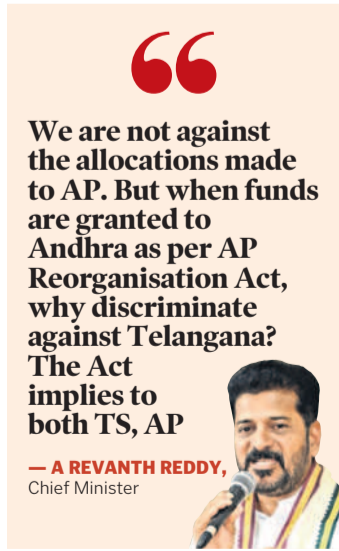 We are not against
the allocations made
to AP. But when funds
are granted to
Andhra as per AP
Reorganisation Act,
why discriminate
against Telangana?
The Act
implies to
both TS, AP
— A REVANTH REDDY,
Chief Minister